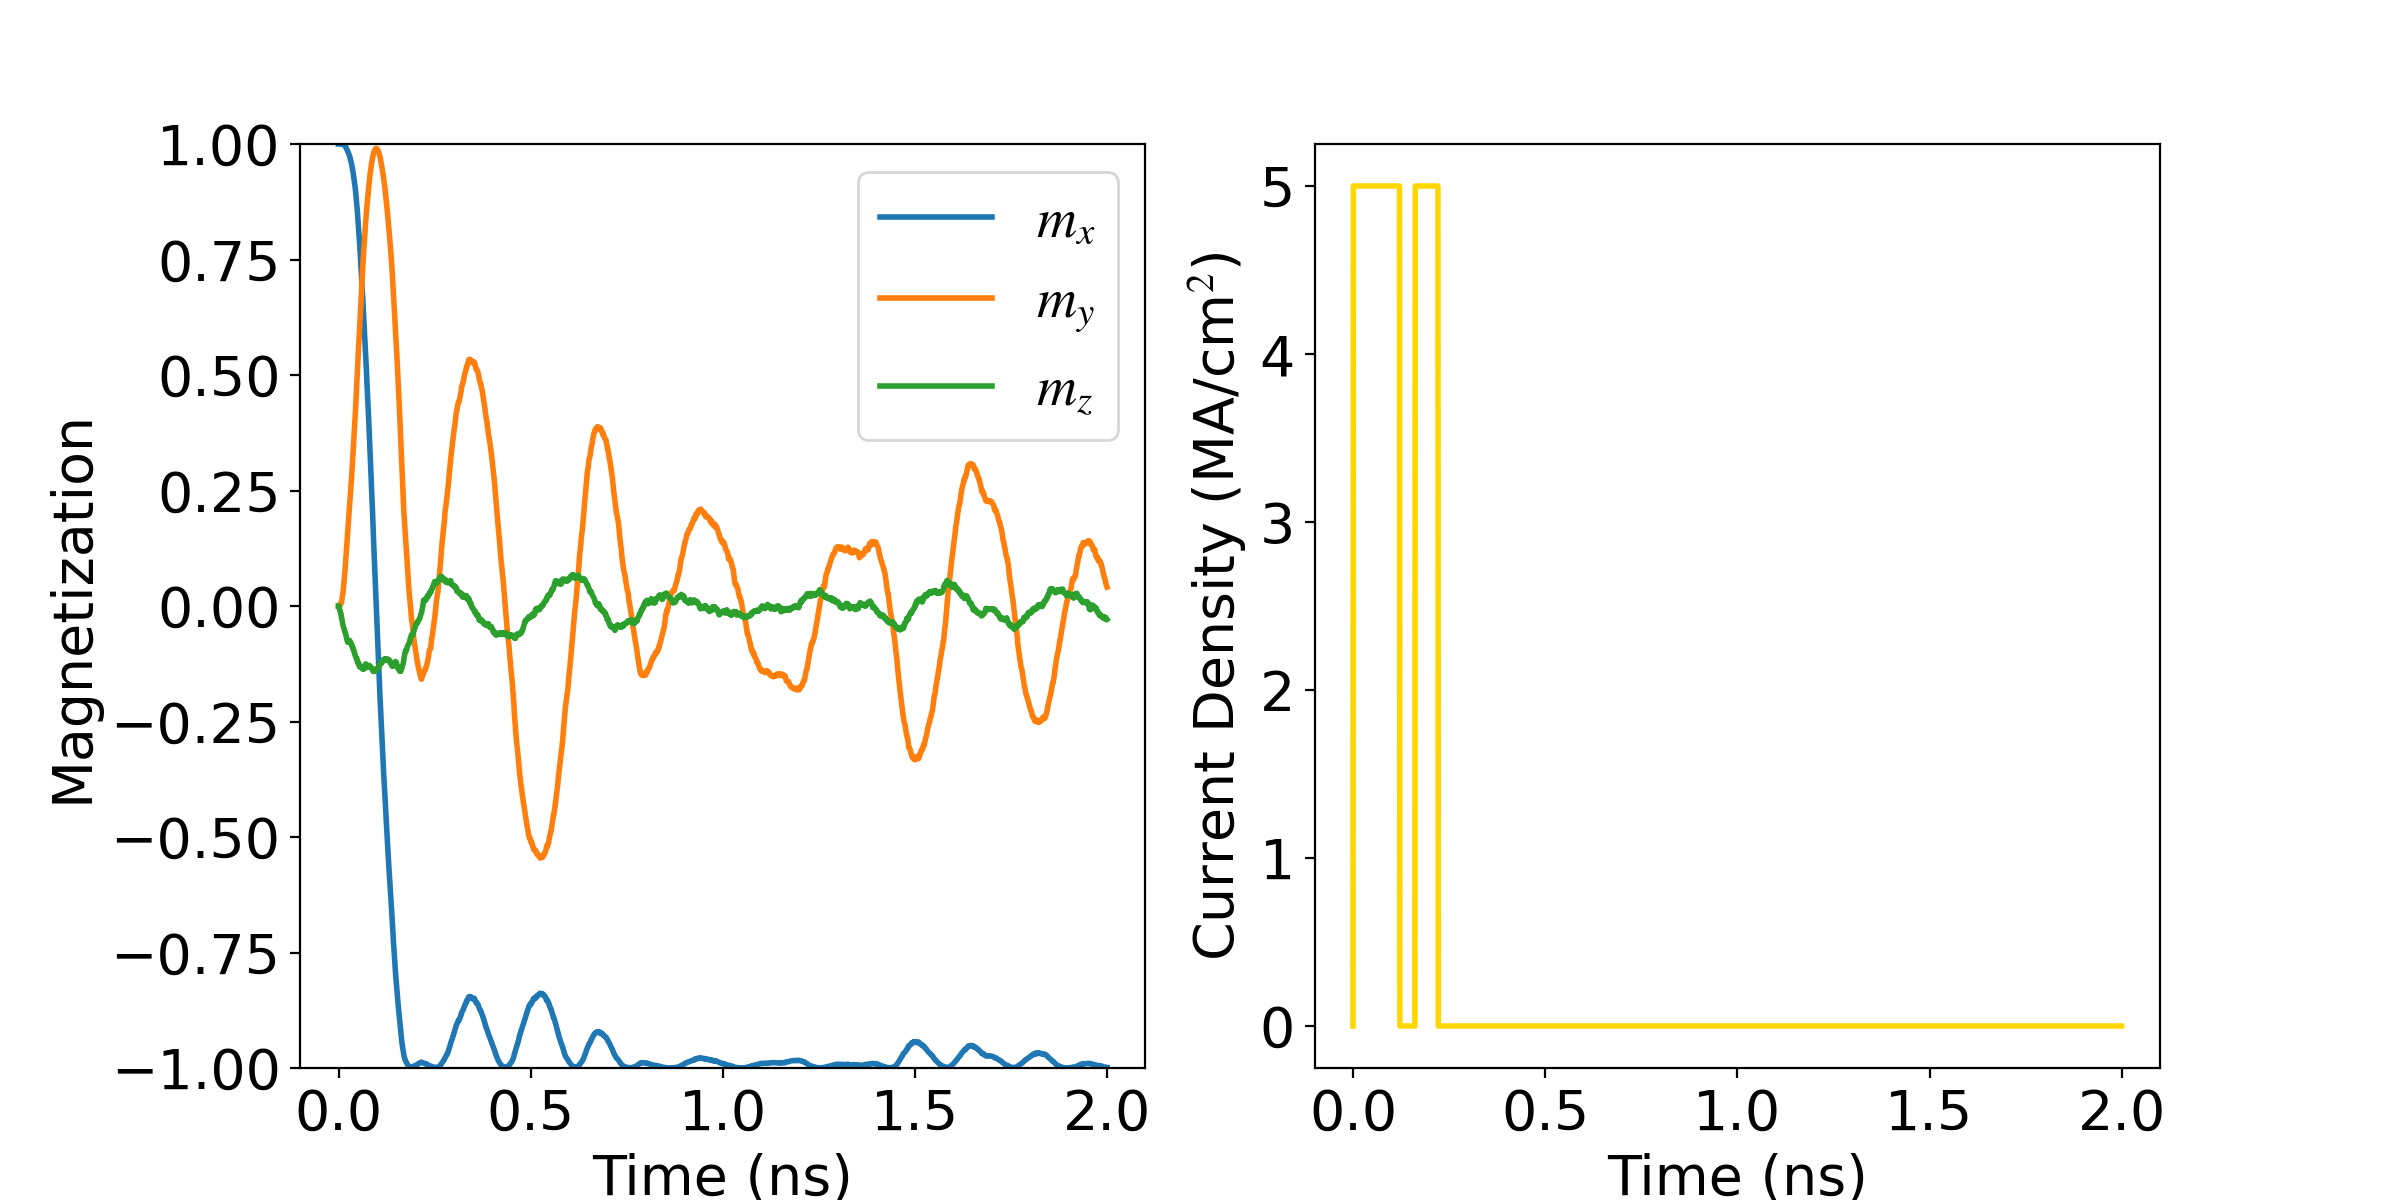 1.00
0.75
0.50
0.25
0.00
−0.25
−0.50
−0.75
−1.00
Magnetization
0.0 0.5 1.0 1.5 2.0
Time (ns)
m_x
m_y
m_z
5
4
3
2
1
0
Current Density (MA/cm²)
0.0 0.5 1.0 1.5 2.0
Time (ns)